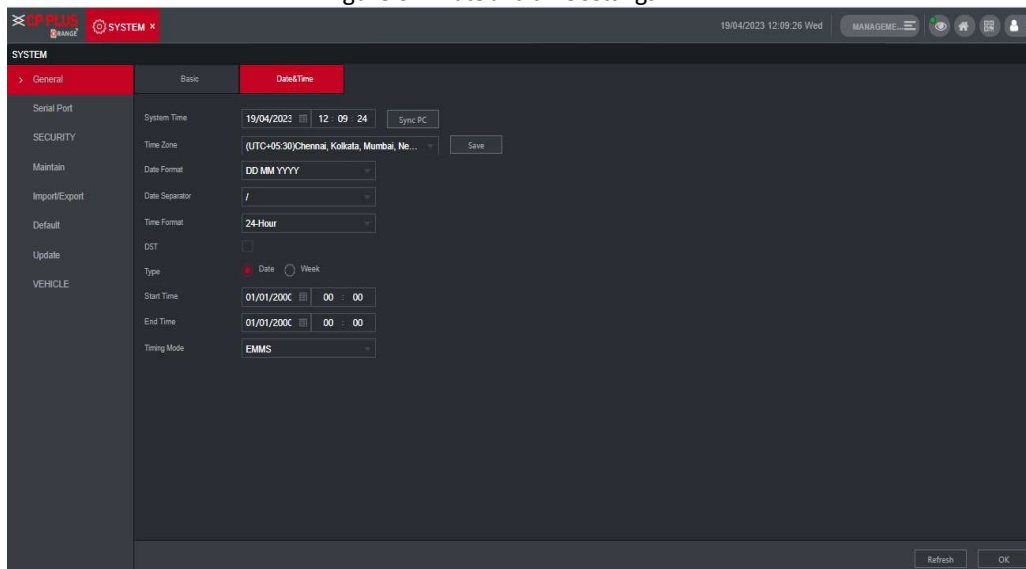 CP PLUS
ORANGE
SYSTEM ×
19/04/2023 12:09:26 Wed
MANAGEME...
SYSTEM
> General
Basic
Date&Time
Serial Port
System Time 19/04/2023 12 : 09 : 24 Sync PC
SECURITY
Time Zone (UTC+05:30)Chennai, Kolkata, Mumbai, Ne... Save
Maintain
Date Format DD MM YYYY
Import/Export
Date Separator /
Default
Time Format 24-Hour
Update
DST
Type Date Week
VEHICLE
Start Time 01/01/200 00 : 00
End Time 01/01/200 00 : 00
Timing Mode EMMS
Refresh OK